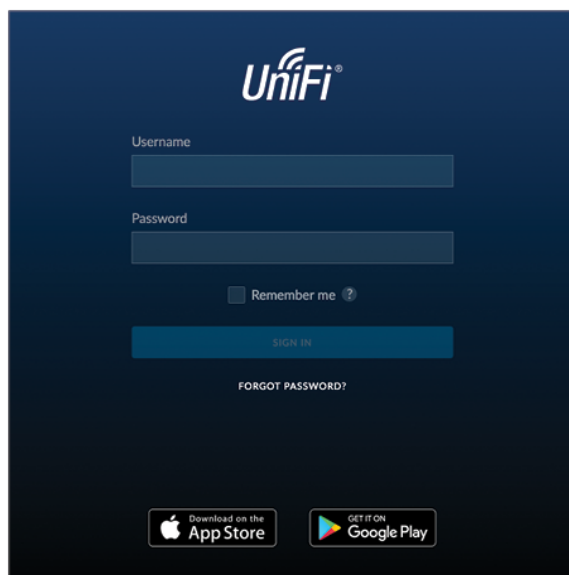 UniFi®
Username
Password
Remember me ?
SIGN IN
FORGOT PASSWORD?
Download on the
App Store
GET IT ON
Google Play